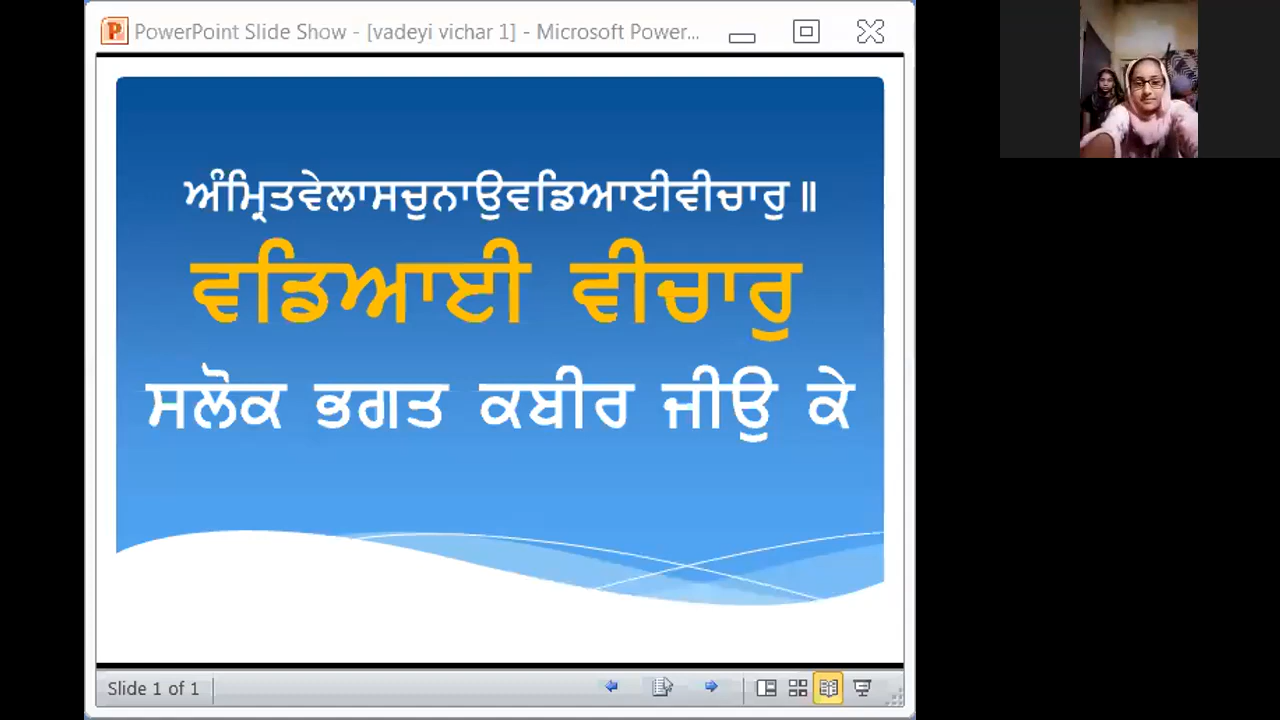 PowerPoint Slide Show - [vadeyi vichar 1] - Microsoft Power...
ਅੰਮ੍ਰਿਤਵੇਲਾਸਚੁਨਾਉਵਡਿਆਈਵੀਚਾਰੁ॥
ਵਡਿਆਈ ਵੀਚਾਰੁ
ਸਲੋਕ ਭਗਤ ਕਬੀਰ ਜੀਉ ਕੇ
Slide 1 of 1